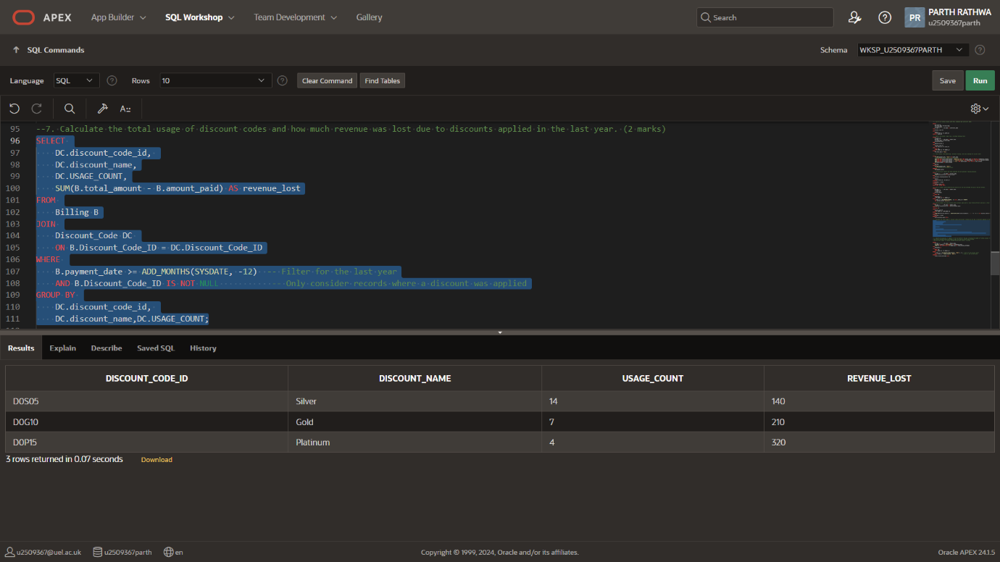 APEX App Builder SQL Workshop Team Development Gallery Search PR PARTH RATHWA
u2509367parth
SQL Commands Schema WKSP_U2509367PARTH
Language SQL Rows 10 Clear Command Find Tables Save Run
95 --7. Calculate the total usage of discount codes and how much revenue was lost due to discounts applied in the last year. (2 marks)
96 SELECT
97 DC.discount_code_id,
98 DC.discount_name,
99 DC.USAGE_COUNT,
100 SUM(B.total_amount - B.amount_paid) AS revenue_lost
101 FROM
102 Billing B
103 JOIN
104 Discount_Code DC
105 ON B.Discount_Code_ID = DC.Discount_Code_ID
106 WHERE
107 B.payment_date >= ADD_MONTHS(SYSDATE, -12) -- Filter for the last year
108 AND B.Discount_Code_ID IS NOT NULL -- Only consider records where a discount was applied
109 GROUP BY
110 DC.discount_code_id,
111 DC.discount_name,DC.USAGE_COUNT;
Results Explain Describe Saved SQL History
DISCOUNT_CODE_ID DISCOUNT_NAME USAGE_COUNT REVENUE_LOST
D0S05 Silver 14 140
D0G10 Gold 7 210
D0P15 Platinum 4 320
3 rows returned in 0.07 seconds Download
u2509367@uel.ac.uk u2509367parth en Copyright © 1999, 2024, Oracle and/or its affiliates. Oracle APEX 24.1.5